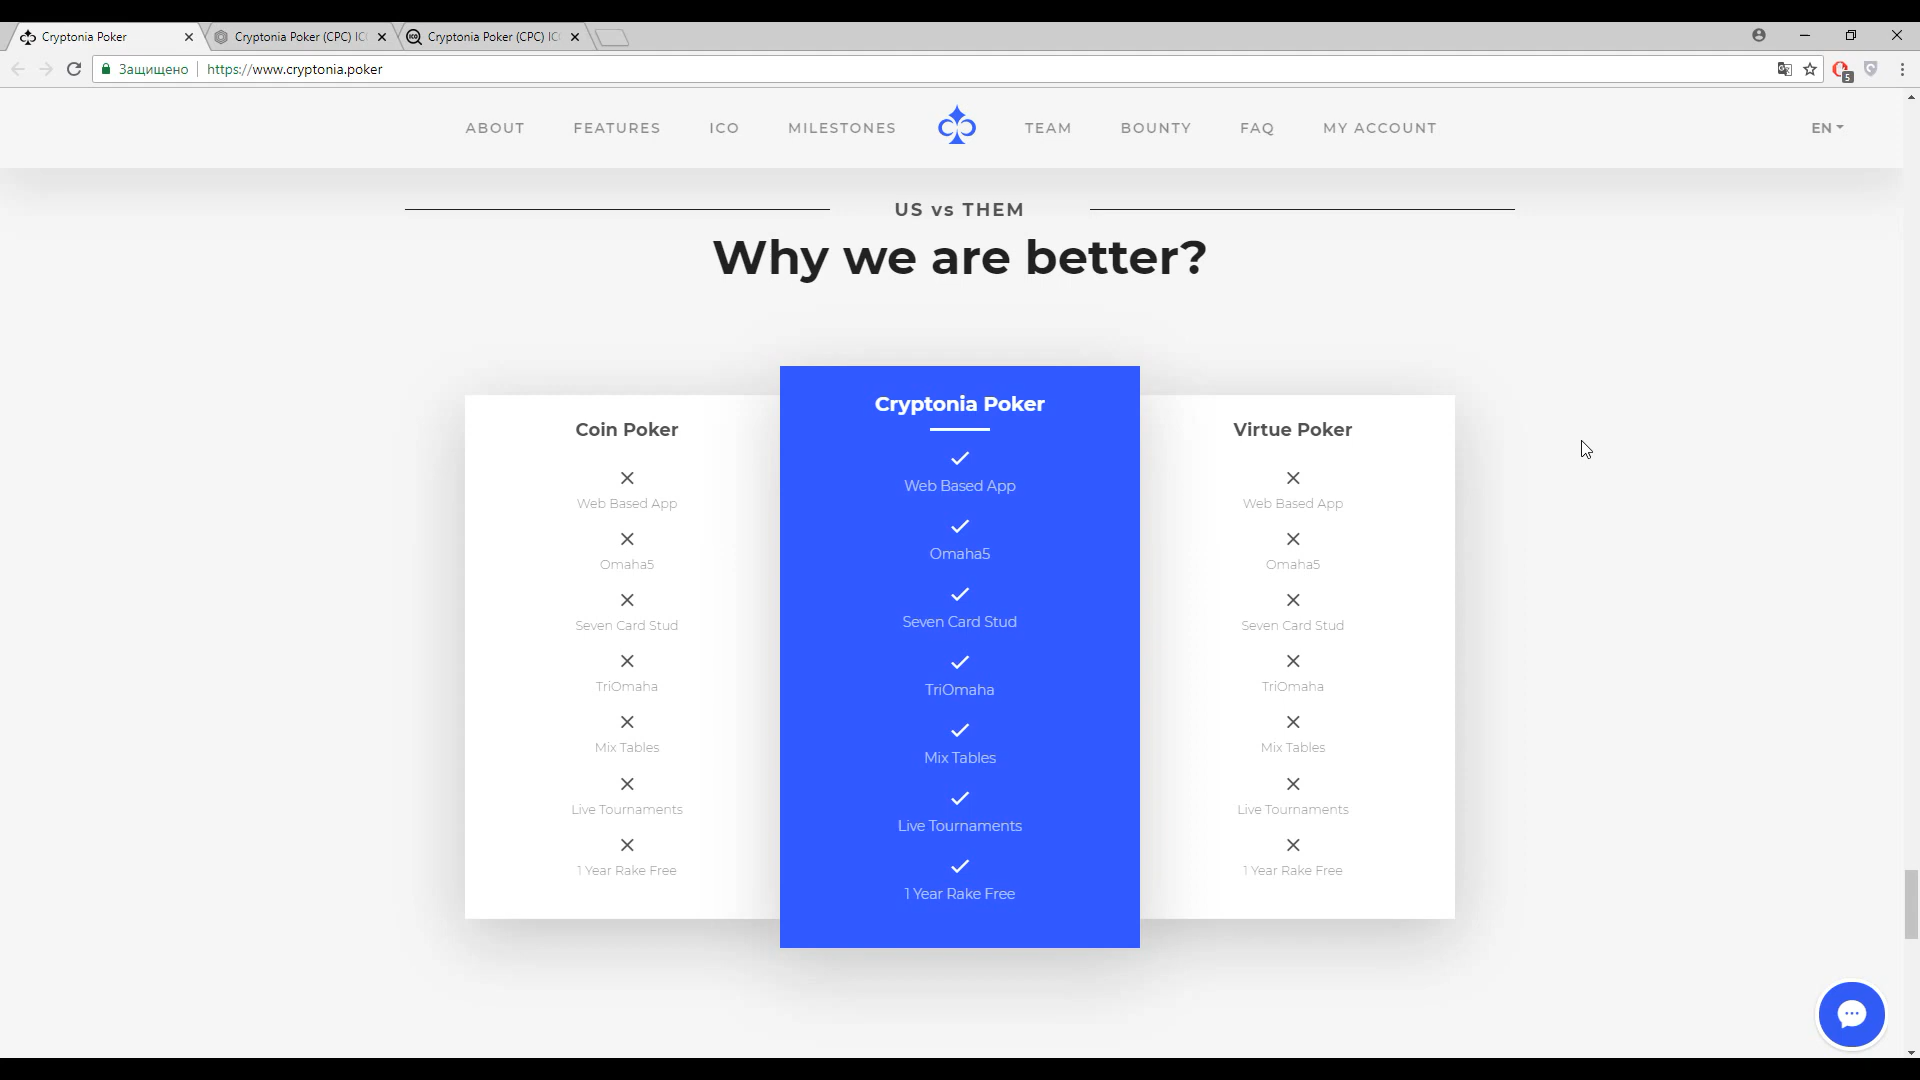 Cryptonia Poker
Cryptonia Poker (CPC) IC
Cryptonia Poker (CPC) IC
Защищено
https://www.cryptonia.poker
5
ABOUT
FEATURES
ICO
MILESTONES
TEAM
BOUNTY
FAQ
MY ACCOUNT
EN
US vs THEM
Why we are better?
Coin Poker
Web Based App
Omaha5
Seven Card Stud
TriOmaha
Mix Tables
Live Tournaments
1 Year Rake Free
Cryptonia Poker
Web Based App
Omaha5
Seven Card Stud
TriOmaha
Mix Tables
Live Tournaments
1 Year Rake Free
Virtue Poker
Web Based App
Omaha5
Seven Card Stud
TriOmaha
Mix Tables
Live Tournaments
1 Year Rake Free